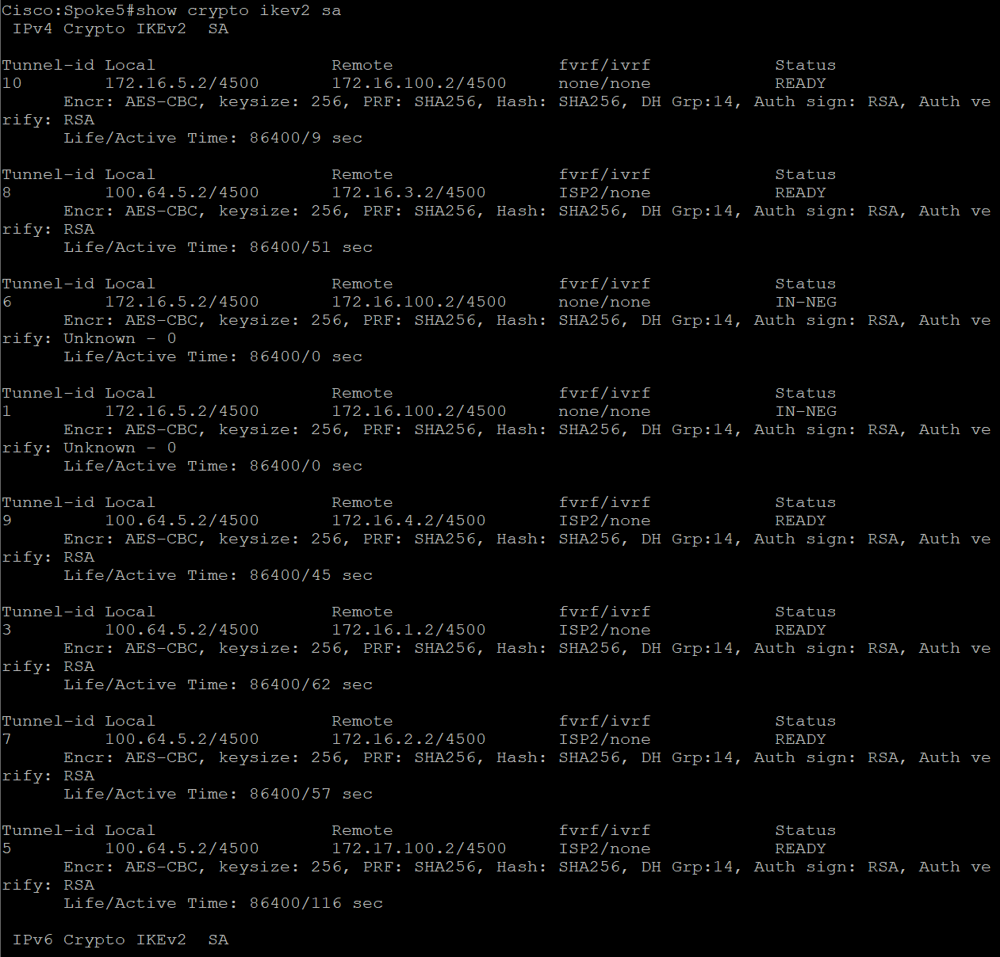 Cisco:Spoke5#show crypto ikev2 sa
 IPv4 Crypto IKEv2  SA

Tunnel-id Local                 Remote                fvrf/ivrf            Status
10        172.16.5.2/4500       172.16.100.2/4500     none/none            READY
      Encr: AES-CBC, keysize: 256, PRF: SHA256, Hash: SHA256, DH Grp:14, Auth sign: RSA, Auth ve
rify: RSA
      Life/Active Time: 86400/9 sec

Tunnel-id Local                 Remote                fvrf/ivrf            Status
8         100.64.5.2/4500       172.16.3.2/4500       ISP2/none            READY
      Encr: AES-CBC, keysize: 256, PRF: SHA256, Hash: SHA256, DH Grp:14, Auth sign: RSA, Auth ve
rify: RSA
      Life/Active Time: 86400/51 sec

Tunnel-id Local                 Remote                fvrf/ivrf            Status
6         172.16.5.2/4500       172.16.100.2/4500     none/none            IN-NEG
      Encr: AES-CBC, keysize: 256, PRF: SHA256, Hash: SHA256, DH Grp:14, Auth sign: RSA, Auth ve
rify: Unknown - 0
      Life/Active Time: 86400/0 sec

Tunnel-id Local                 Remote                fvrf/ivrf            Status
1         172.16.5.2/4500       172.16.100.2/4500     none/none            IN-NEG
      Encr: AES-CBC, keysize: 256, PRF: SHA256, Hash: SHA256, DH Grp:14, Auth sign: RSA, Auth ve
rify: Unknown - 0
      Life/Active Time: 86400/0 sec

Tunnel-id Local                 Remote                fvrf/ivrf            Status
9         100.64.5.2/4500       172.16.4.2/4500       ISP2/none            READY
      Encr: AES-CBC, keysize: 256, PRF: SHA256, Hash: SHA256, DH Grp:14, Auth sign: RSA, Auth ve
rify: RSA
      Life/Active Time: 86400/45 sec

Tunnel-id Local                 Remote                fvrf/ivrf            Status
3         100.64.5.2/4500       172.16.1.2/4500       ISP2/none            READY
      Encr: AES-CBC, keysize: 256, PRF: SHA256, Hash: SHA256, DH Grp:14, Auth sign: RSA, Auth ve
rify: RSA
      Life/Active Time: 86400/62 sec

Tunnel-id Local                 Remote                fvrf/ivrf            Status
7         100.64.5.2/4500       172.16.2.2/4500       ISP2/none            READY
      Encr: AES-CBC, keysize: 256, PRF: SHA256, Hash: SHA256, DH Grp:14, Auth sign: RSA, Auth ve
rify: RSA
      Life/Active Time: 86400/57 sec

Tunnel-id Local                 Remote                fvrf/ivrf            Status
5         100.64.5.2/4500       172.17.100.2/4500     ISP2/none            READY
      Encr: AES-CBC, keysize: 256, PRF: SHA256, Hash: SHA256, DH Grp:14, Auth sign: RSA, Auth ve
rify: RSA
      Life/Active Time: 86400/116 sec

 IPv6 Crypto IKEv2  SA